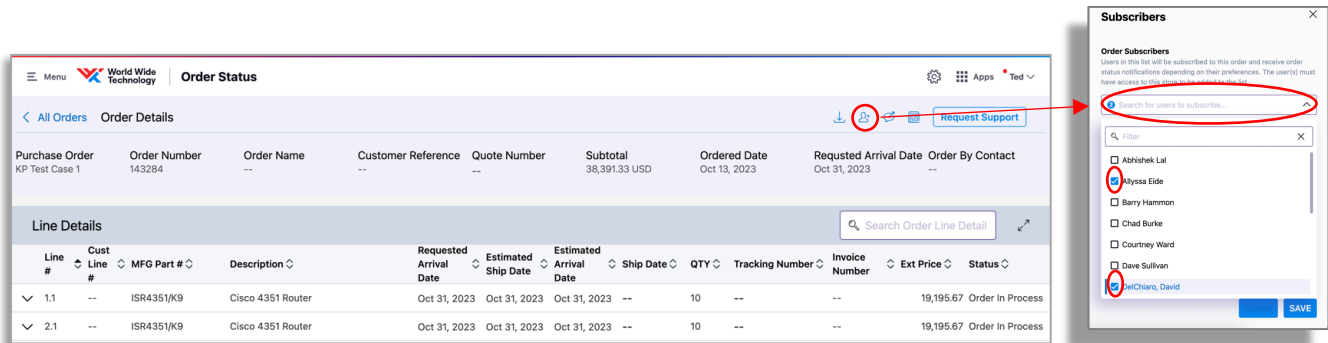 Menu World Wide Technology Order Status Apps Ted
All Orders Order Details Request Support
Purchase Order Order Number Order Name Customer Reference Quote Number Subtotal Ordered Date Requsted Arrival Date Order By Contact
KP Test Case 1 143284 -- -- -- 38,391.33 USD Oct 13, 2023 Oct 31, 2023 --
Line Details Search Order Line Detail
Line # Cust Line # MFG Part # Description Requested Arrival Date Estimated Ship Date Estimated Arrival Date Ship Date QTY Tracking Number Invoice Number Ext Price Status
1.1 -- ISR4351/K9 Cisco 4351 Router Oct 31, 2023 Oct 31, 2023 Oct 31, 2023 -- 10 -- -- 19,195.67 Order In Process
2.1 -- ISR4351/K9 Cisco 4351 Router Oct 31, 2023 Oct 31, 2023 Oct 31, 2023 -- 10 -- -- 19,195.67 Order In Process
Subscribers
Order Subscribers
Users in this list will be subscribed to this order and receive order
status notifications depending on their preferences. The user(s) must
have access to this store to be added to the list.
2 Search for users to subscribe...
Filter
Abhishek Lal
Allyssa Eide
Barry Hammon
Chad Burke
Courtney Ward
Dave Sullivan
DelChiaro, David
Cancel SAVE